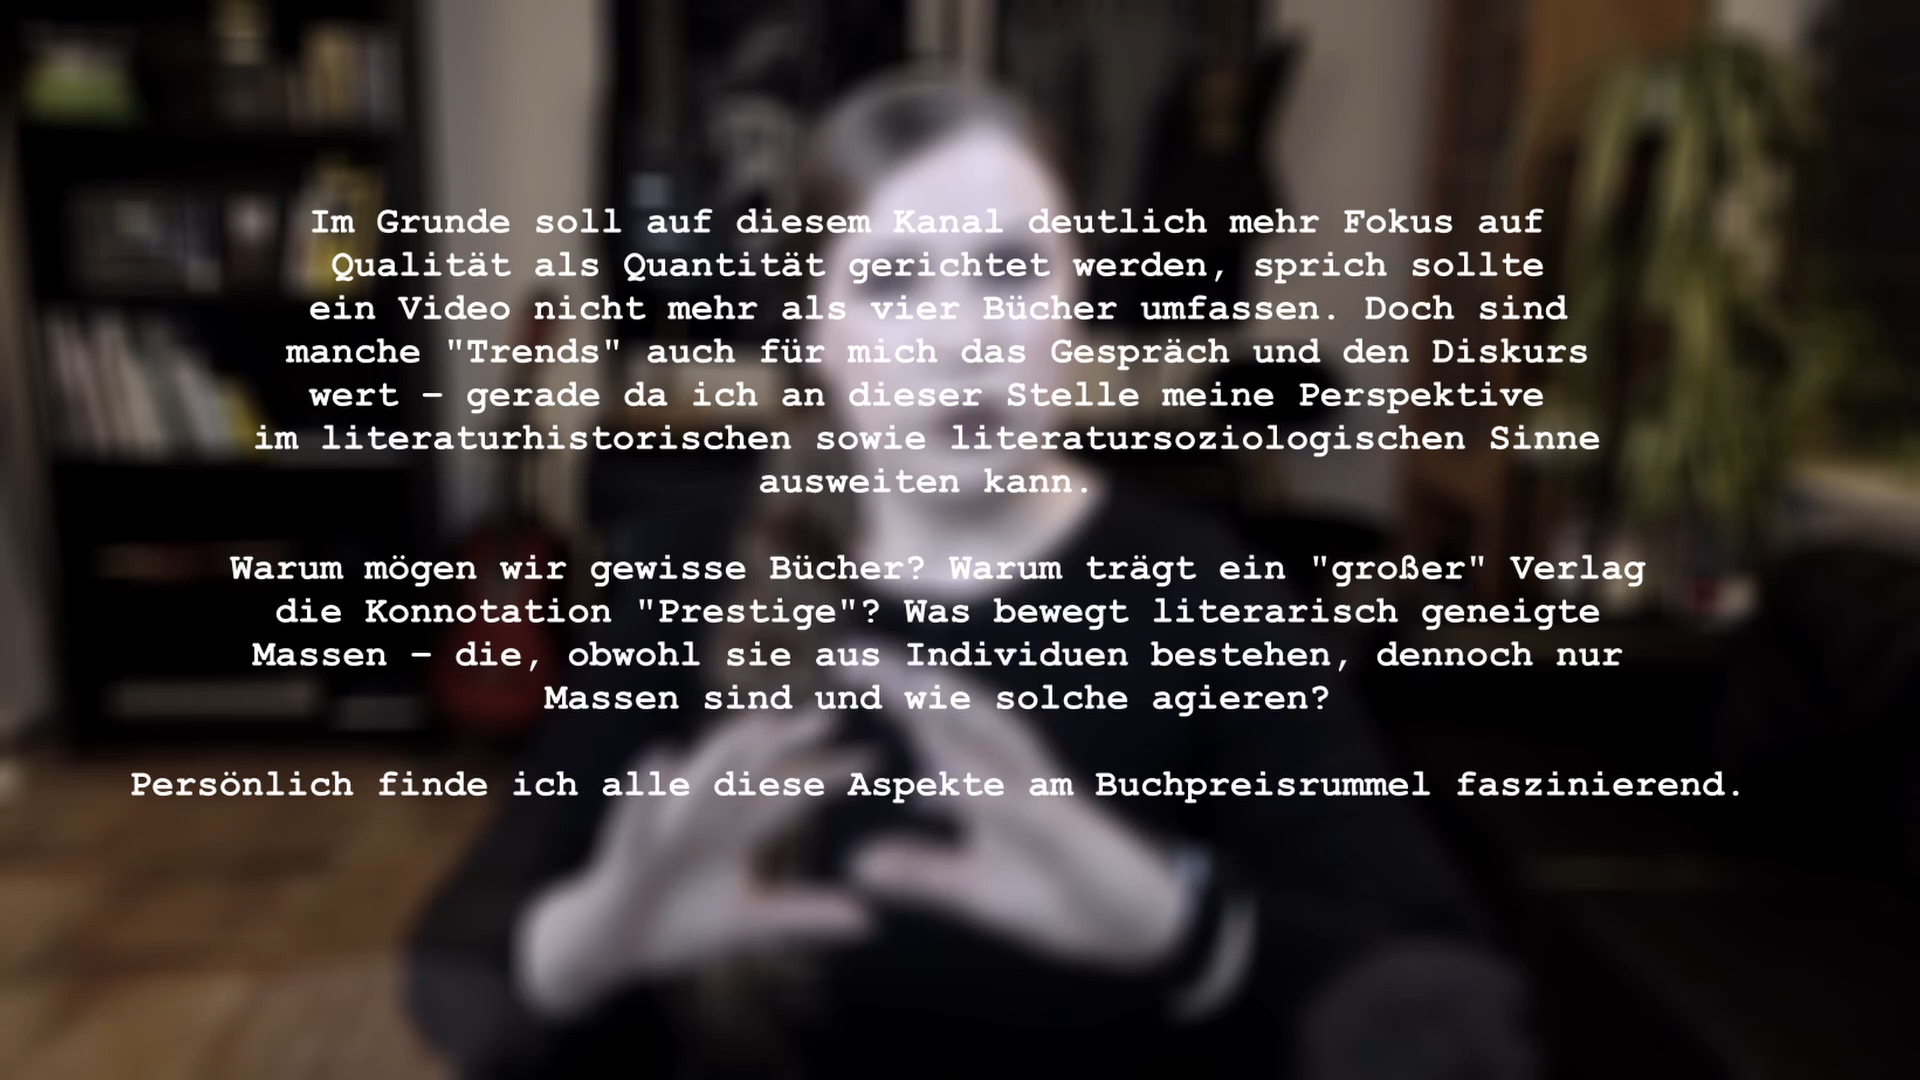 Im Grunde soll auf diesem Kanal deutlich mehr Fokus auf
Qualität als Quantität gerichtet werden, sprich sollte
ein Video nicht mehr als vier Bücher umfassen. Doch sind
manche "Trends" auch für mich das Gespräch und den Diskurs
wert – gerade da ich an dieser Stelle meine Perspektive
im literaturhistorischen sowie literatursoziologischen Sinne
ausweiten kann.
Warum mögen wir gewisse Bücher? Warum trägt ein "großer" Verlag
die Konnotation "Prestige"? Was bewegt literarisch geneigte
Massen – die, obwohl sie aus Individuen bestehen, dennoch nur
Massen sind und wie solche agieren?
Persönlich finde ich alle diese Aspekte am Buchpreisrummel faszinierend.